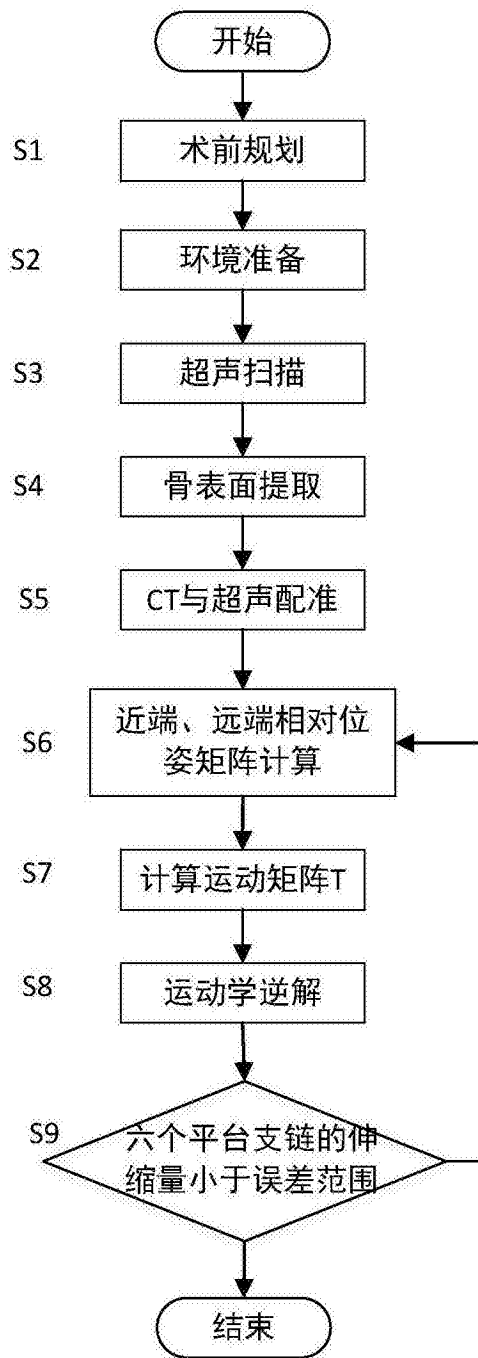 开始
S1
术前规划
S2
环境准备
S3
超声扫描
S4
骨表面提取
S5
CT与超声配准
S6
近端、远端相对位
姿矩阵计算
S7
计算运动矩阵T
S8
运动学逆解
S9
六个平台支链的伸
缩量小于误差范围
结束